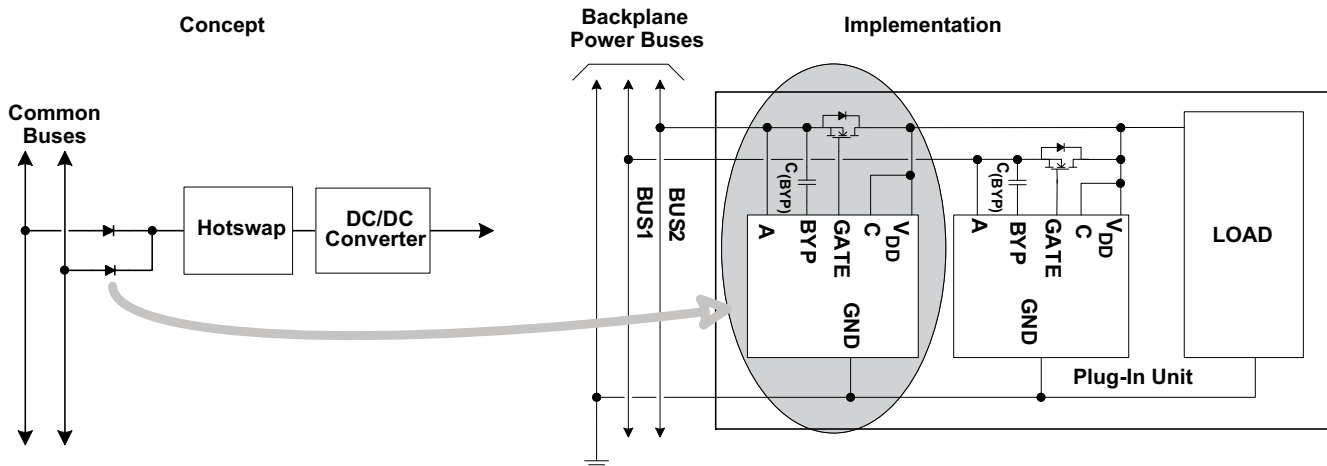 Concept
Backplane
Power Buses
Implementation
Common
Buses
Hotswap
DC/DC
Converter
BUS1
BUS2
C(BYP)
A
BYP
GATE
C
VDD
GND
C(BYP)
A
BYP
GATE
C
VDD
GND
LOAD
Plug-In Unit